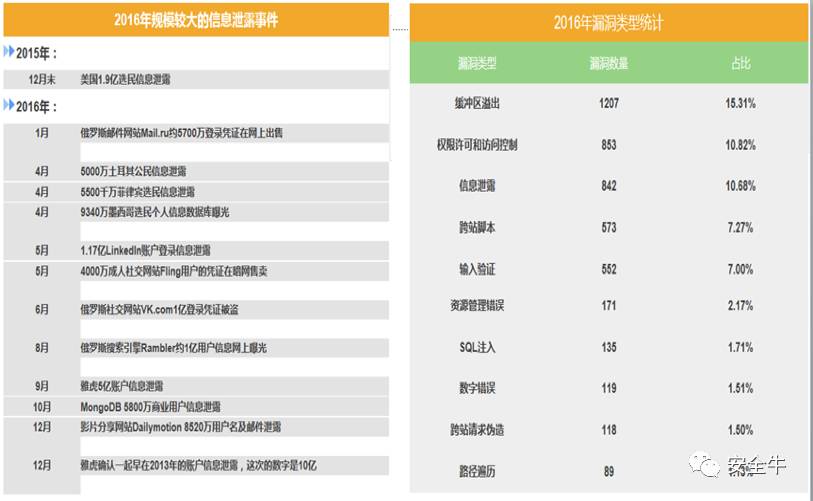 2016年规模较大的信息泄露事件
2015年：
12月末 美国1.9亿选民信息泄露
2016年：
1月 俄罗斯邮件网站Mail.ru约5700万登录凭证在网上出售
4月 5000万土耳其公民信息泄露
4月 5500千万菲律宾选民信息泄露
4月 9340万墨西哥选民个人信息数据库曝光
5月 1.17亿LinkedIn账户登录信息泄露
5月 4000万成人社交网站Fling用户的凭证在暗网售卖
6月 俄罗斯社交网站VK.com1亿登录凭证被盗
8月 俄罗斯搜索引擎Rambler约1亿用户信息网上曝光
9月 雅虎5亿账户信息泄露
10月 MongoDB 5800万商业用户信息泄露
12月 影片分享网站Dailymotion 8520万用户名及邮件泄露
12月 雅虎确认一起早在2013年的账户信息泄露，这次的数字是10亿
2016年漏洞类型统计
漏洞类型 漏洞数量 占比
缓冲区溢出 1207 15.31%
权限许可和访问控制 853 10.82%
信息泄露 842 10.68%
跨站脚本 573 7.27%
输入验证 552 7.00%
资源管理错误 171 2.17%
SQL注入 135 1.71%
数字错误 119 1.51%
跨站请求伪造 118 1.50%
路径遍历 89
安全牛